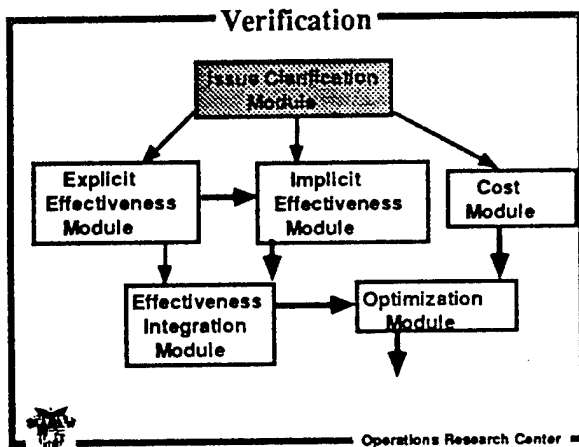 Verification
Issue Clarification
Module
Explicit
Effectiveness
Module
Implicit
Effectiveness
Module
Cost
Module
Effectiveness
Integration
Module
Optimization
Module
Operations Research Center